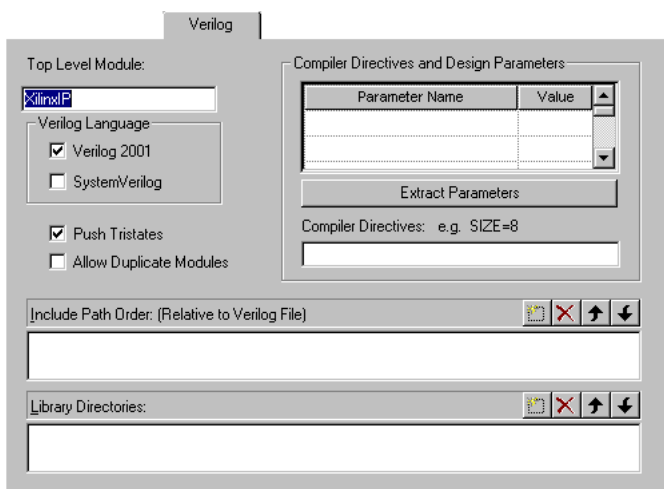 Verilog
Top Level Module:
XilinxIP
Verilog Language
Verilog 2001
SystemVerilog
Push Tristates
Allow Duplicate Modules
Compiler Directives and Design Parameters
Parameter Name Value
Extract Parameters
Compiler Directives: e.g. SIZE=8
Include Path Order: (Relative to Verilog File)
Library Directories: